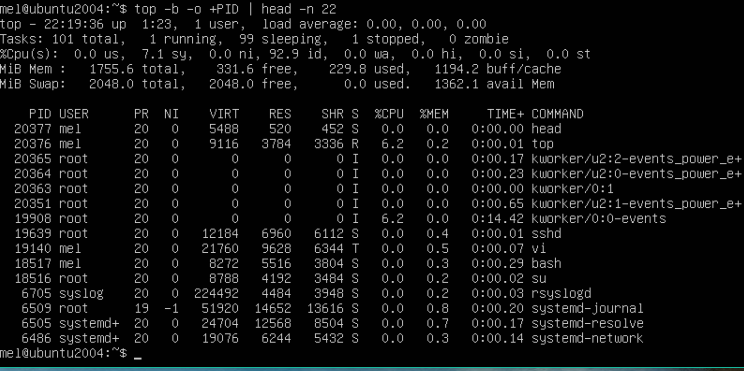 mel@ubuntu2004:~$ top -b -o +PID | head -n 22
top - 22:19:36 up  1:23,  1 user,  load average: 0.00, 0.00, 0.00
Tasks: 101 total,   1 running,  99 sleeping,   1 stopped,   0 zombie
%Cpu(s):  0.0 us,  7.1 sy,  0.0 ni, 92.9 id,  0.0 wa,  0.0 hi,  0.0 si,  0.0 st
MiB Mem :   1755.6 total,    331.6 free,    229.8 used,   1194.2 buff/cache
MiB Swap:   2048.0 total,   2048.0 free,      0.0 used.   1362.1 avail Mem
PID USER      PR  NI    VIRT    RES    SHR S  %CPU  %MEM     TIME+ COMMAND
20377 mel       20   0    5488    520    452 S   0.0   0.0   0:00.00 head
20376 mel       20   0    9116   3784   3336 R   6.2   0.2   0:00.01 top
20365 root      20   0       0      0      0 I   0.0   0.0   0:00.17 kworker/u2:2-events_power_e+
20364 root      20   0       0      0      0 I   0.0   0.0   0:00.23 kworker/u2:0-events_power_e+
20363 root      20   0       0      0      0 I   0.0   0.0   0:00.00 kworker/0:1
20351 root      20   0       0      0      0 I   0.0   0.0   0:00.65 kworker/u2:1-events_power_e+
19908 root      20   0       0      0      0 I   6.2   0.0   0:14.42 kworker/0:0-events
19639 root      20   0   12184   6960   6112 S   0.0   0.4   0:00.01 sshd
19140 mel       20   0   21760   9628   6344 T   0.0   0.5   0:00.07 vi
18517 mel       20   0    8272   5516   3804 S   0.0   0.3   0:00.29 bash
18516 root      20   0    8788   4192   3484 S   0.0   0.2   0:00.02 su
6705 syslog    20   0  224492   4484   3948 S   0.0   0.2   0:00.03 rsyslogd
6509 root      19  -1   51920  14652  13616 S   0.0   0.8   0:00.20 systemd-journal
6505 systemd+  20   0   24704  12568   8504 S   0.0   0.7   0:00.17 systemd-resolve
6486 systemd+  20   0   19076   6244   5432 S   0.0   0.3   0:00.14 systemd-network
mel@ubuntu2004:~$ _